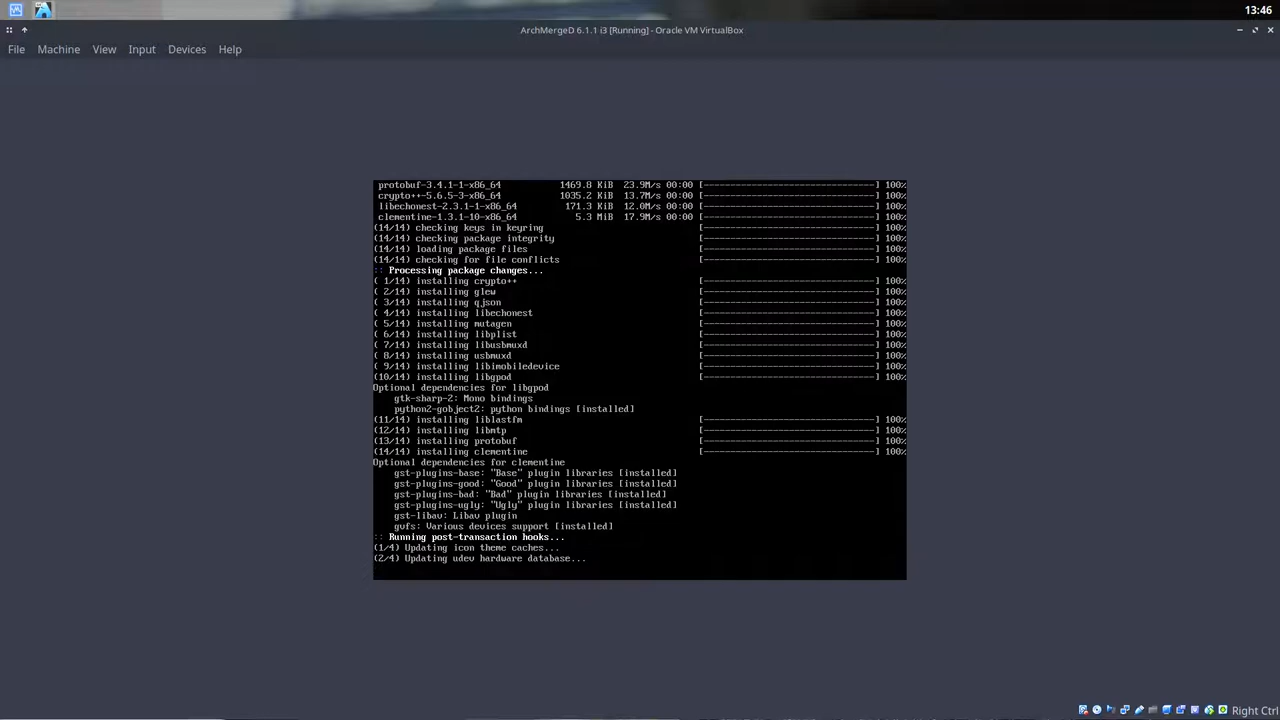 13:46
ArchMergeD 6.1.1 i3 [Running] - Oracle VM VirtualBox
File Machine View Input Devices Help
protobuf-3.4.1-1-x86_64 1469.8 KiB 23.9M/s 00:00 [----------------------------------] 100%
crypto++-5.6.5-3-x86_64 1035.2 KiB 13.7M/s 00:00 [----------------------------------] 100%
libechonest-2.3.1-1-x86_64 171.3 KiB 12.0M/s 00:00 [----------------------------------] 100%
clementine-1.3.1-10-x86_64 5.3 MiB 17.9M/s 00:00 [----------------------------------] 100%
(14/14) checking keys in keyring [----------------------------------] 100%
(14/14) checking package integrity [----------------------------------] 100%
(14/14) loading package files [----------------------------------] 100%
(14/14) checking for file conflicts [----------------------------------] 100%
:: Processing package changes...
( 1/14) installing crypto++ [----------------------------------] 100%
( 2/14) installing glew [----------------------------------] 100%
( 3/14) installing qjson [----------------------------------] 100%
( 4/14) installing libechonest [----------------------------------] 100%
( 5/14) installing mutagen [----------------------------------] 100%
( 6/14) installing libplist [----------------------------------] 100%
( 7/14) installing libusbmuxd [----------------------------------] 100%
( 8/14) installing usbmuxd [----------------------------------] 100%
( 9/14) installing libimobiledevice [----------------------------------] 100%
(10/14) installing libgpod [----------------------------------] 100%
Optional dependencies for libgpod
gtk-sharp-2: Mono bindings
python2-gobject2: python bindings [installed]
(11/14) installing liblastfm [----------------------------------] 100%
(12/14) installing libmtp [----------------------------------] 100%
(13/14) installing protobuf [----------------------------------] 100%
(14/14) installing clementine [----------------------------------] 100%
Optional dependencies for clementine
gst-plugins-base: "Base" plugin libraries [installed]
gst-plugins-good: "Good" plugin libraries [installed]
gst-plugins-bad: "Bad" plugin libraries [installed]
gst-plugins-ugly: "Ugly" plugin libraries [installed]
gst-libav: Libav plugin
gvfs: Various devices support [installed]
:: Running post-transaction hooks...
(1/4) Updating icon theme caches...
(2/4) Updating udev hardware database...
Right Ctrl